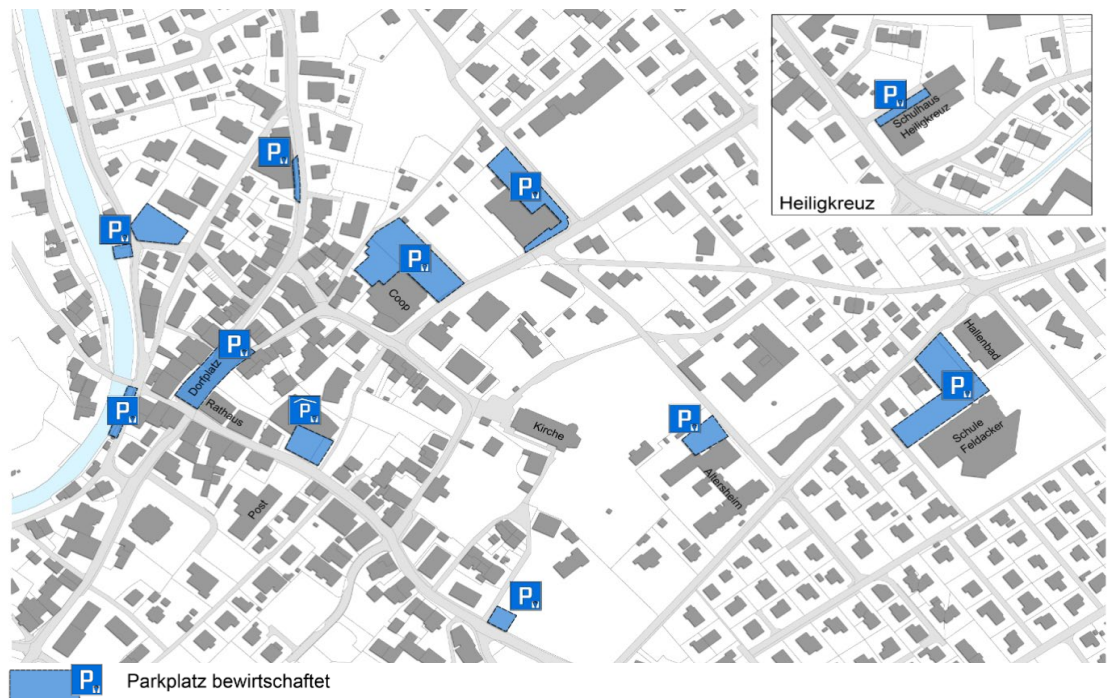 P
Schulhaus
Heiligkreuz
Heiligkreuz
P
P
P
P
Coop
P
Dorfplatz
P
Rathaus
P
Kirche
P
Altersheim
Hallenbad
P
Schule
Feldacker
Post
P
P Parkplatz bewirtschaftet